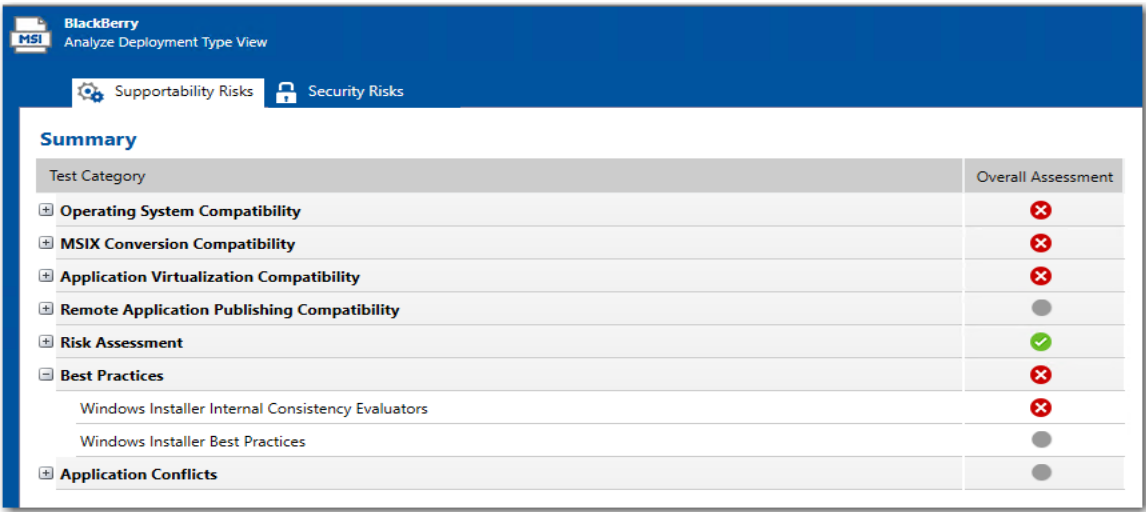 BlackBerry
MSI Analyze Deployment Type View
Supportability Risks Security Risks
Summary
Test Category Overall Assessment
Operating System Compatibility
MSIX Conversion Compatibility
Application Virtualization Compatibility
Remote Application Publishing Compatibility
Risk Assessment
Best Practices
Windows Installer Internal Consistency Evaluators
Windows Installer Best Practices
Application Conflicts